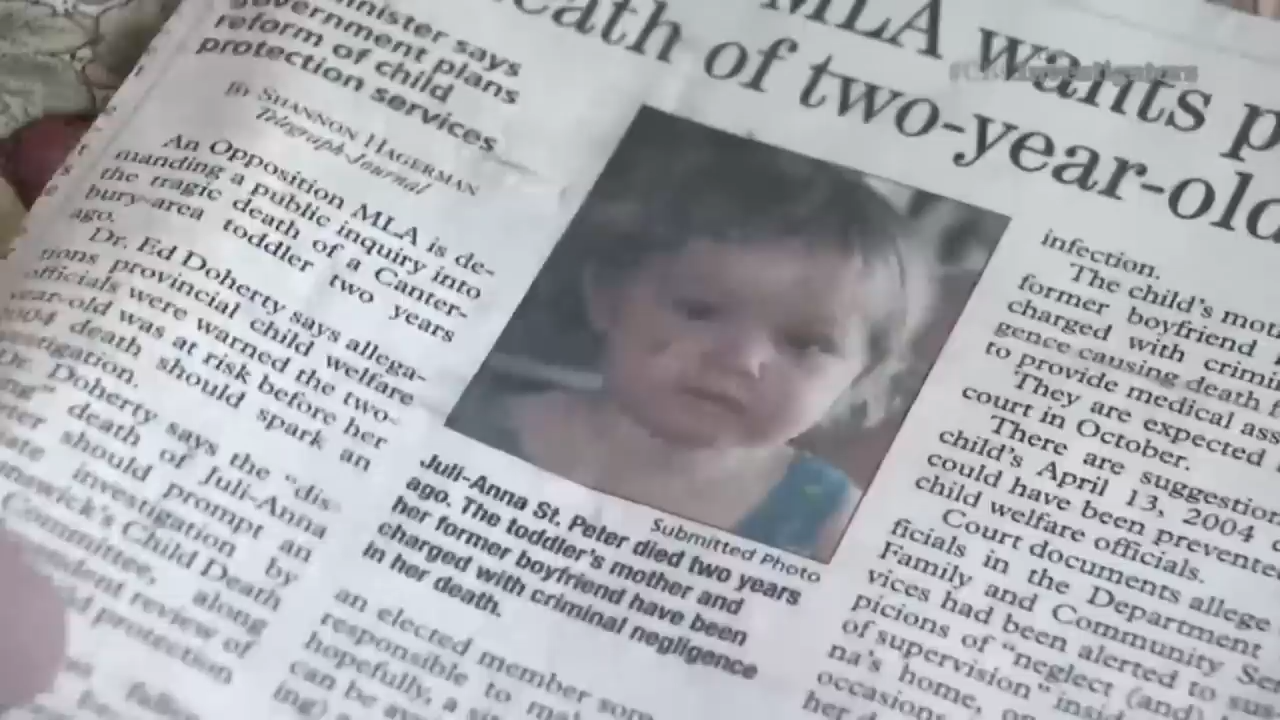 MLA wants
death of two-year-old
minister says
government plans
reform of child
protection services
BY SHANNON HAGERMAN
Telegraph-Journal
An Opposition MLA is de-
manding a public inquiry into
the tragic death of a Canter-
bury-area toddler two years
ago.
Dr. Ed Doherty says allega-
tions provincial child welfare
officials were warned the two-
year-old was at risk before her
2004 death should spark an
Dr. Doherty says the "dis-
death of Juli-Anna
should prompt an
investigation by
Child Death
Committee, along
review of
protection
Submitted Photo
Juli-Anna St. Peter died two years
ago. The toddler's mother and
her former boyfriend have been
charged with criminal negligence
in her death.
an elected member
responsible to
hopefully, a
can be
ing)
infection.
The child's
former boyfriend
charged with
gence causing death
to provide medical
They are expected
court in October.
There are
child's April 13, 2004
could have been
child welfare officials.
Court documents allege
ficials in the Department
Family and Community Ser-
vices had been alerted to sus-
picions of "neglect (and)
of supervision"
na's home,
occasions
her